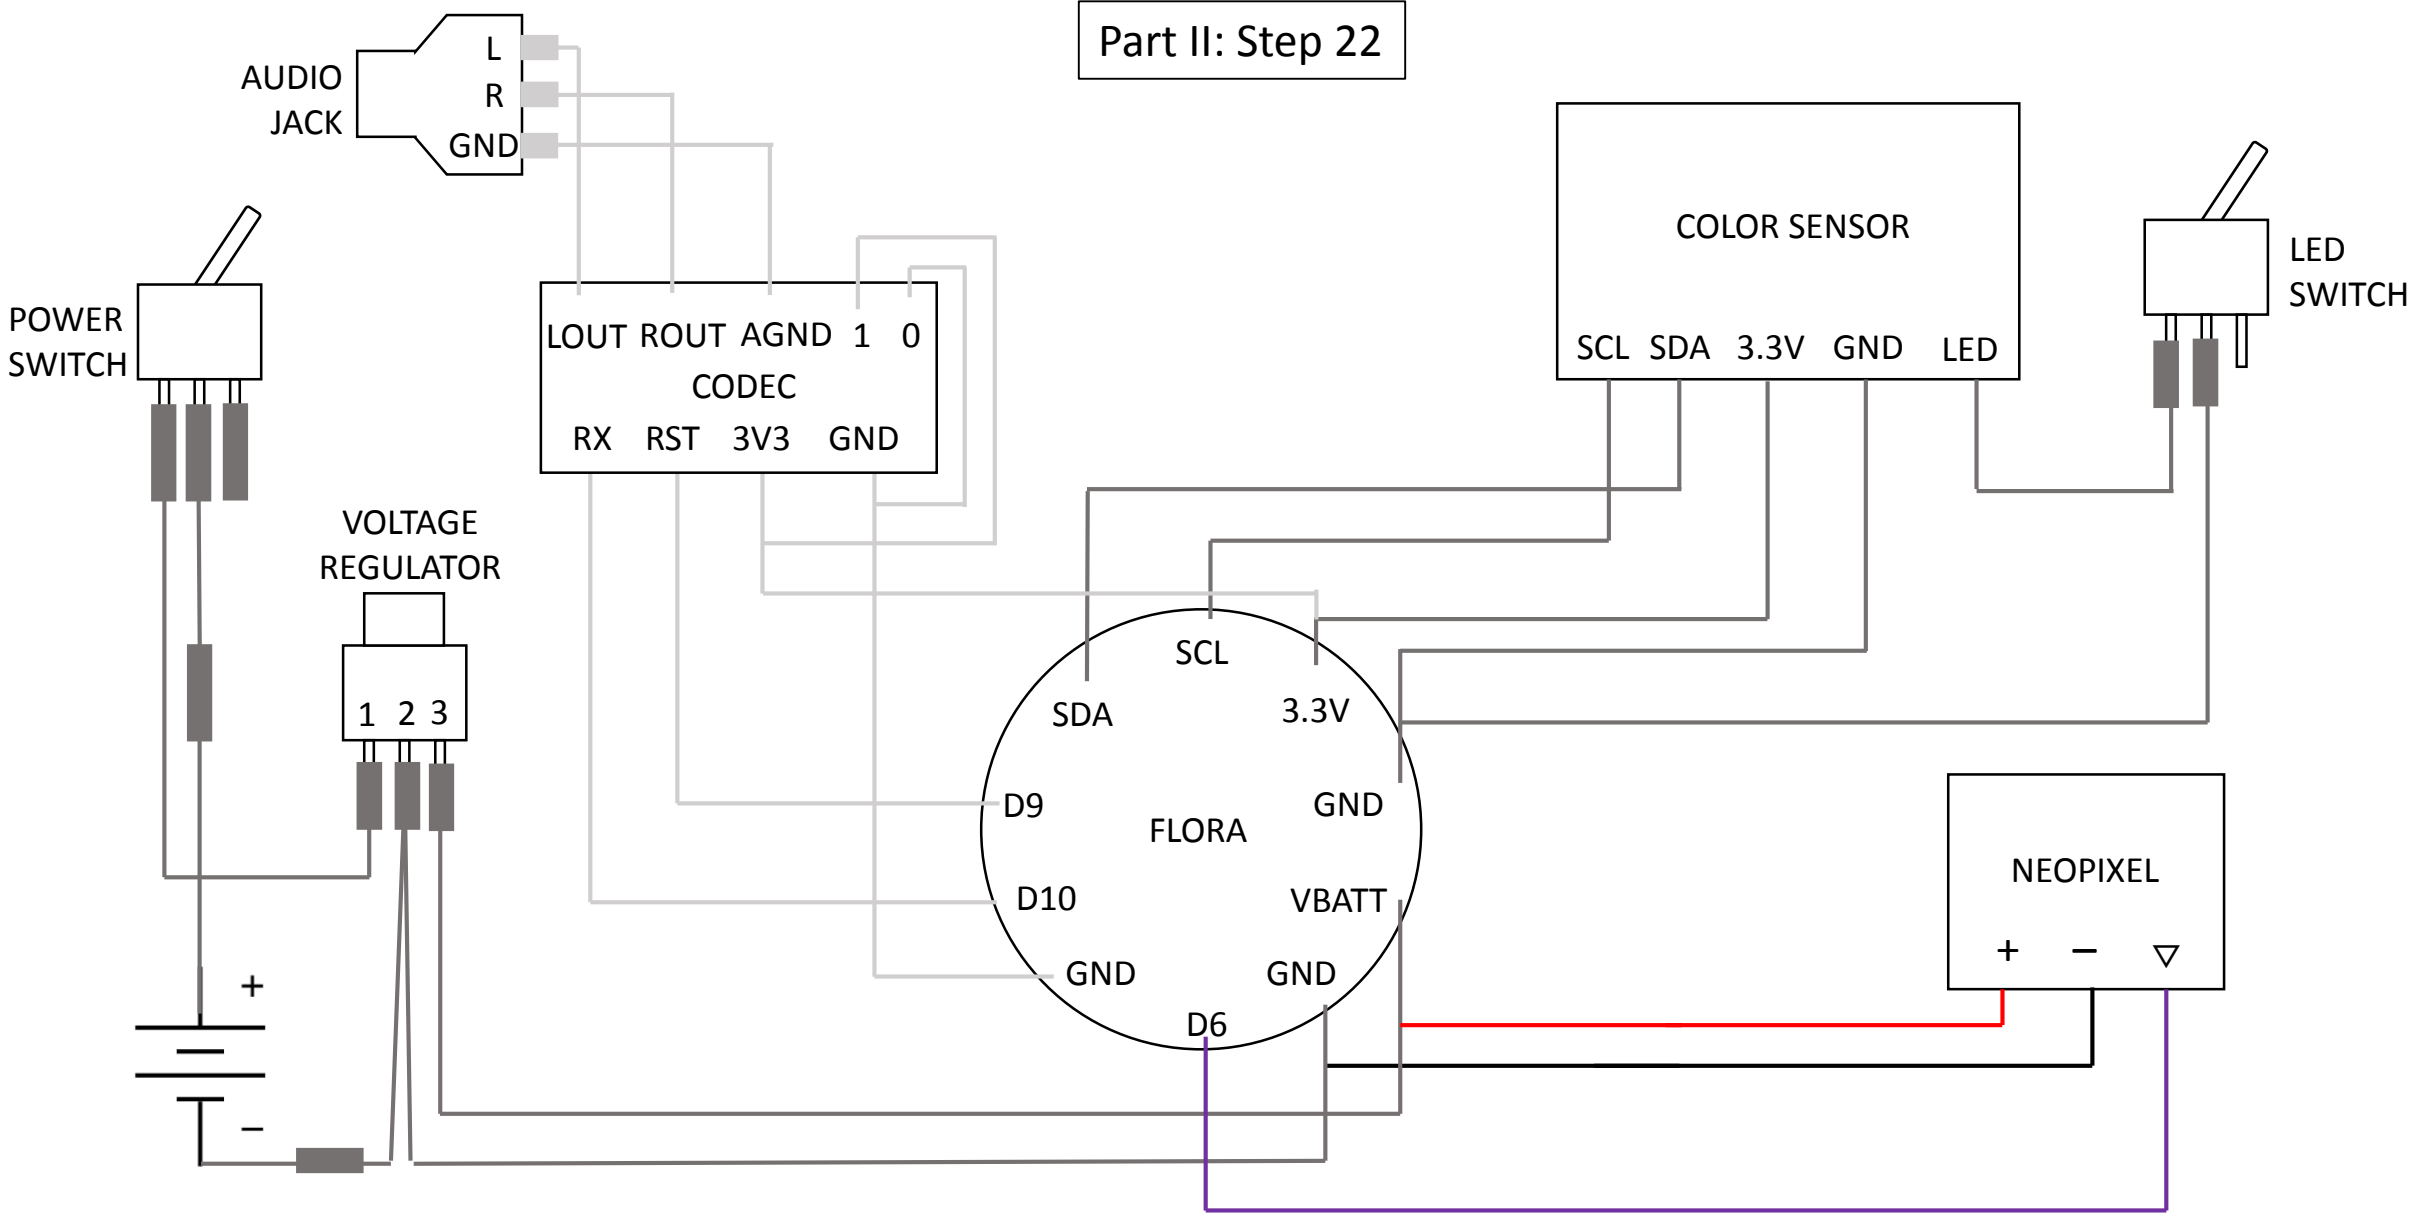 Part II: Step 22
AUDIO
JACK
L
R
GND
POWER
SWITCH
LOUT ROUT AGND 1 0
CODEC
RX RST 3V3 GND
COLOR SENSOR
SCL SDA 3.3V GND LED
LED
SWITCH
VOLTAGE
REGULATOR
1 2 3
SCL
SDA
3.3V
D9
GND
FLORA
D10
VBATT
GND
GND
D6
NEOPIXEL
+ −
+
−